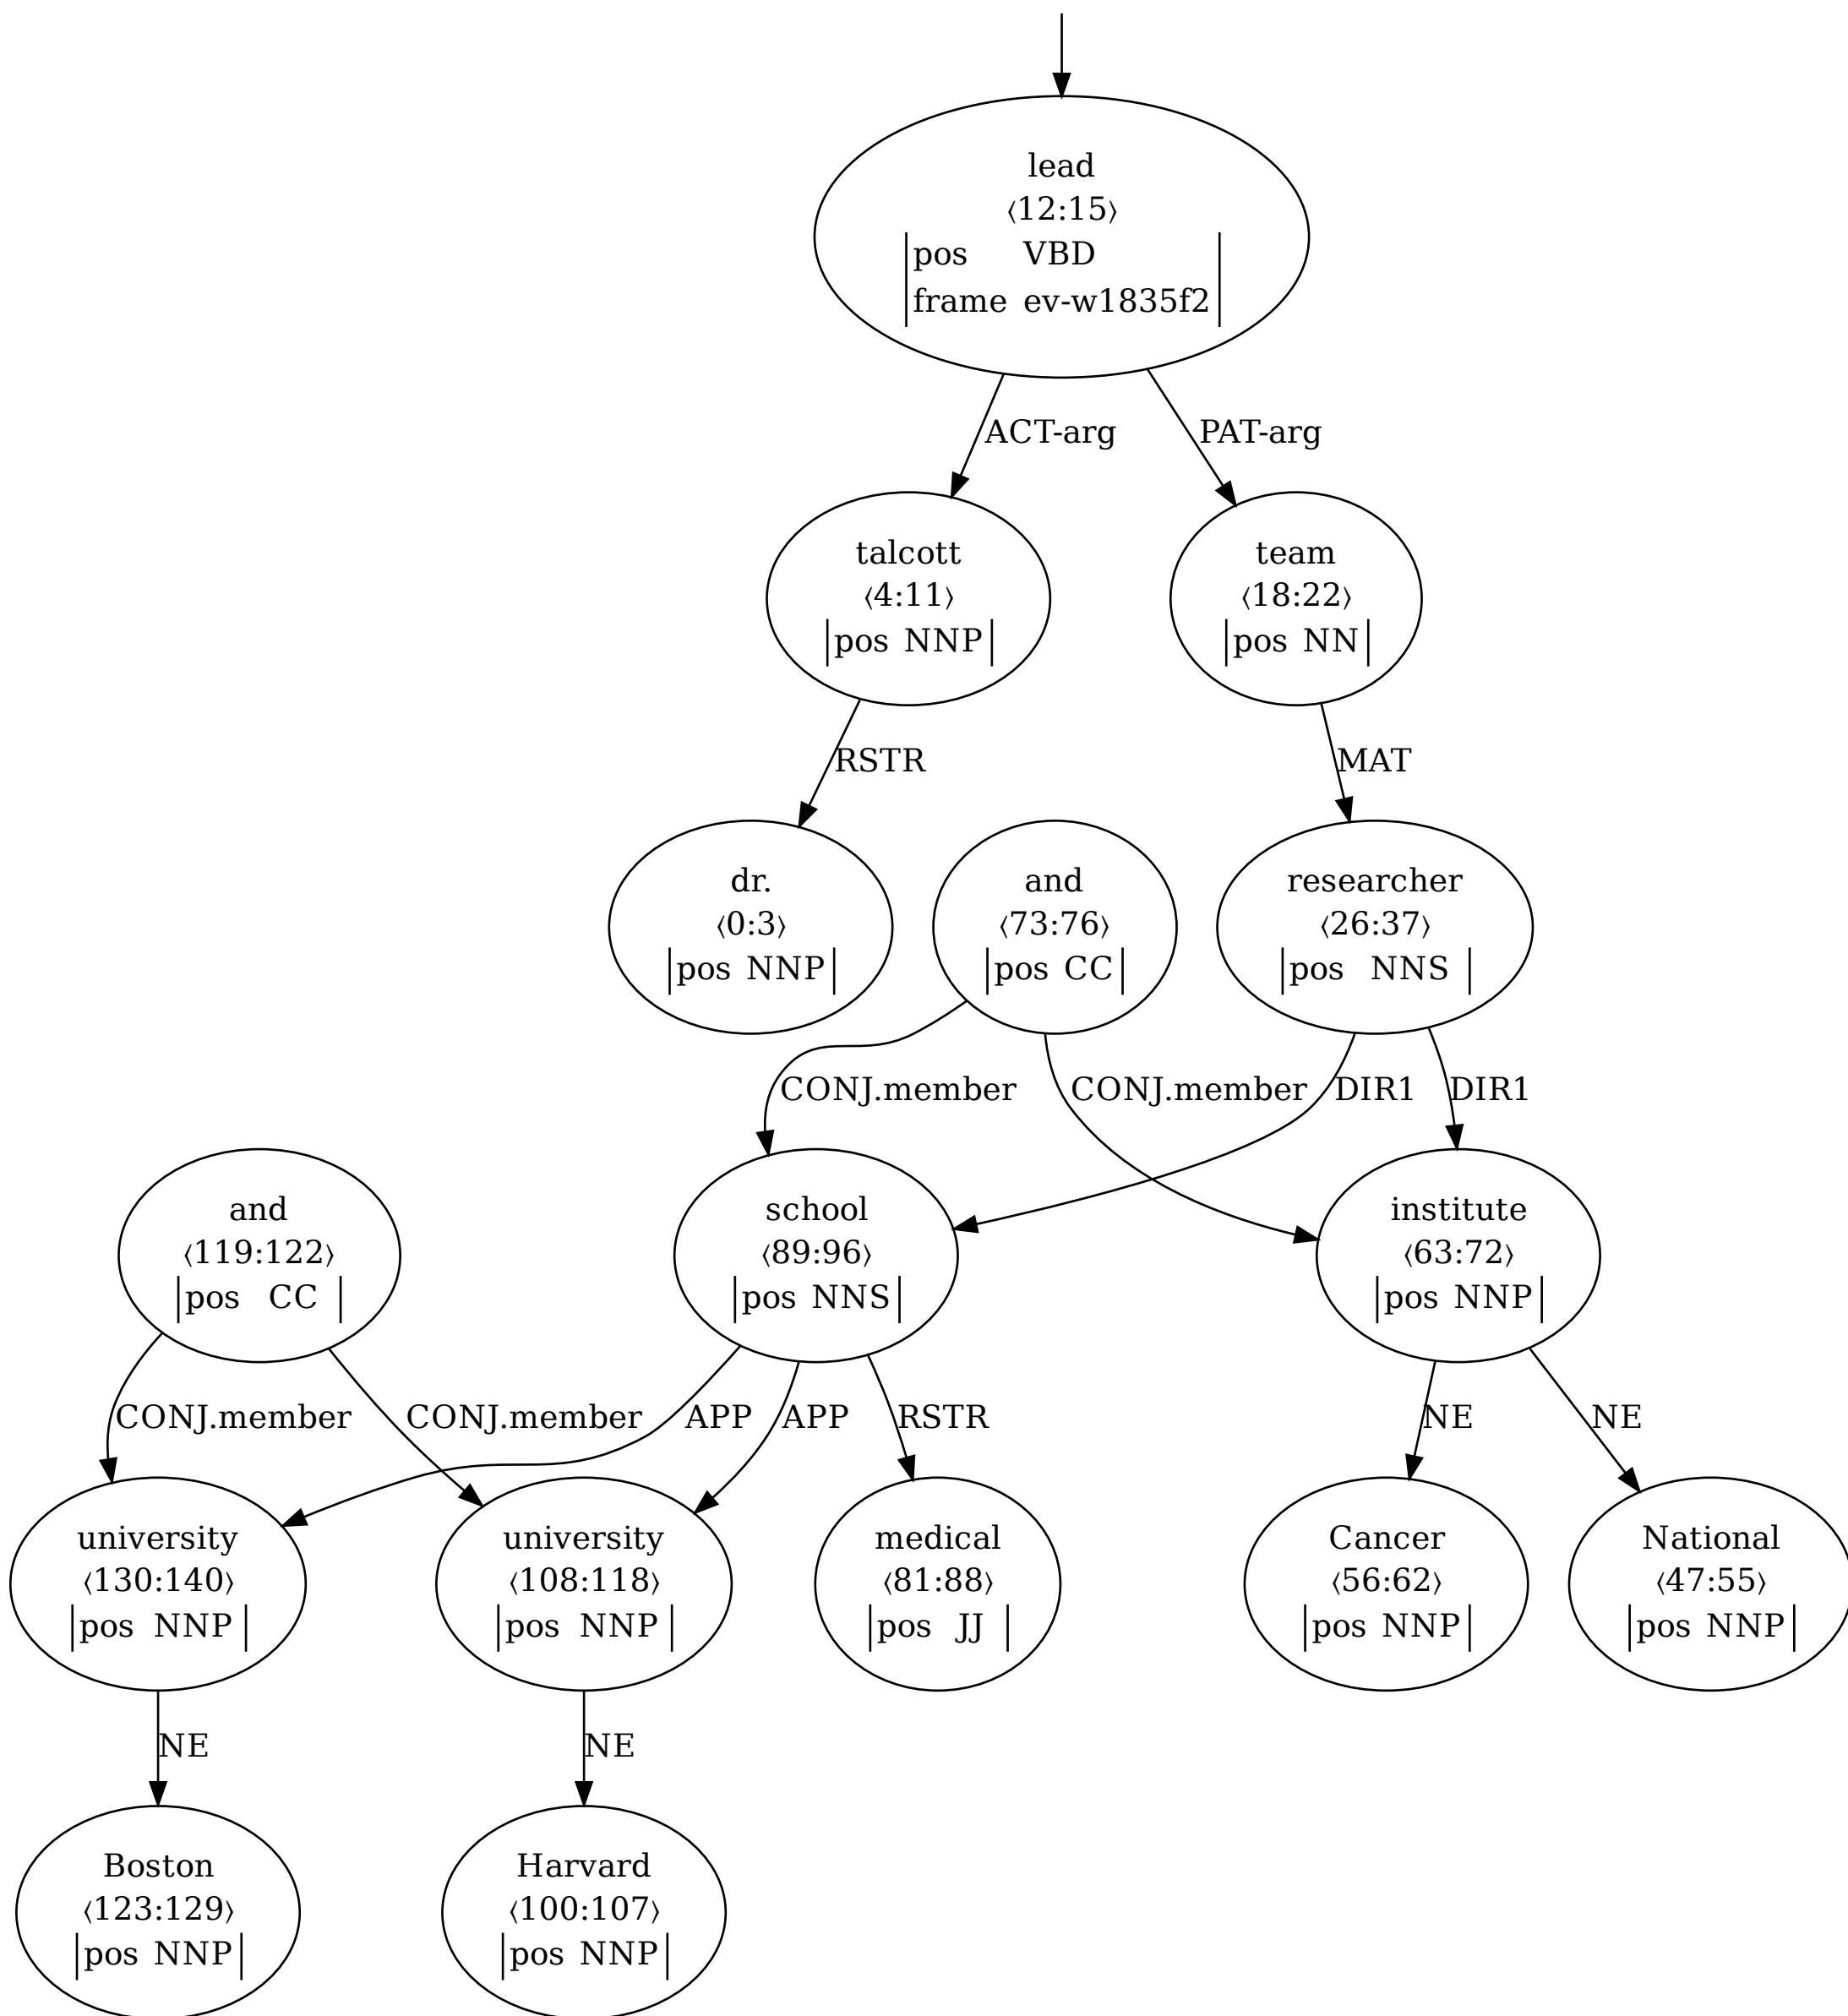 lead
⟨12:15⟩
pos VBD
frame ev-w1835f2
ACT-arg
PAT-arg
talcott
⟨4:11⟩
pos NNP
team
⟨18:22⟩
pos NN
RSTR
MAT
dr.
⟨0:3⟩
pos NNP
and
⟨73:76⟩
pos CC
researcher
⟨26:37⟩
pos NNS
CONJ.member
CONJ.member
DIR1
DIR1
and
⟨119:122⟩
pos CC
school
⟨89:96⟩
pos NNS
institute
⟨63:72⟩
pos NNP
CONJ.member
CONJ.member
APP
APP
RSTR
NE
NE
university
⟨130:140⟩
pos NNP
university
⟨108:118⟩
pos NNP
medical
⟨81:88⟩
pos JJ
Cancer
⟨56:62⟩
pos NNP
National
⟨47:55⟩
pos NNP
NE
NE
Boston
⟨123:129⟩
pos NNP
Harvard
⟨100:107⟩
pos NNP